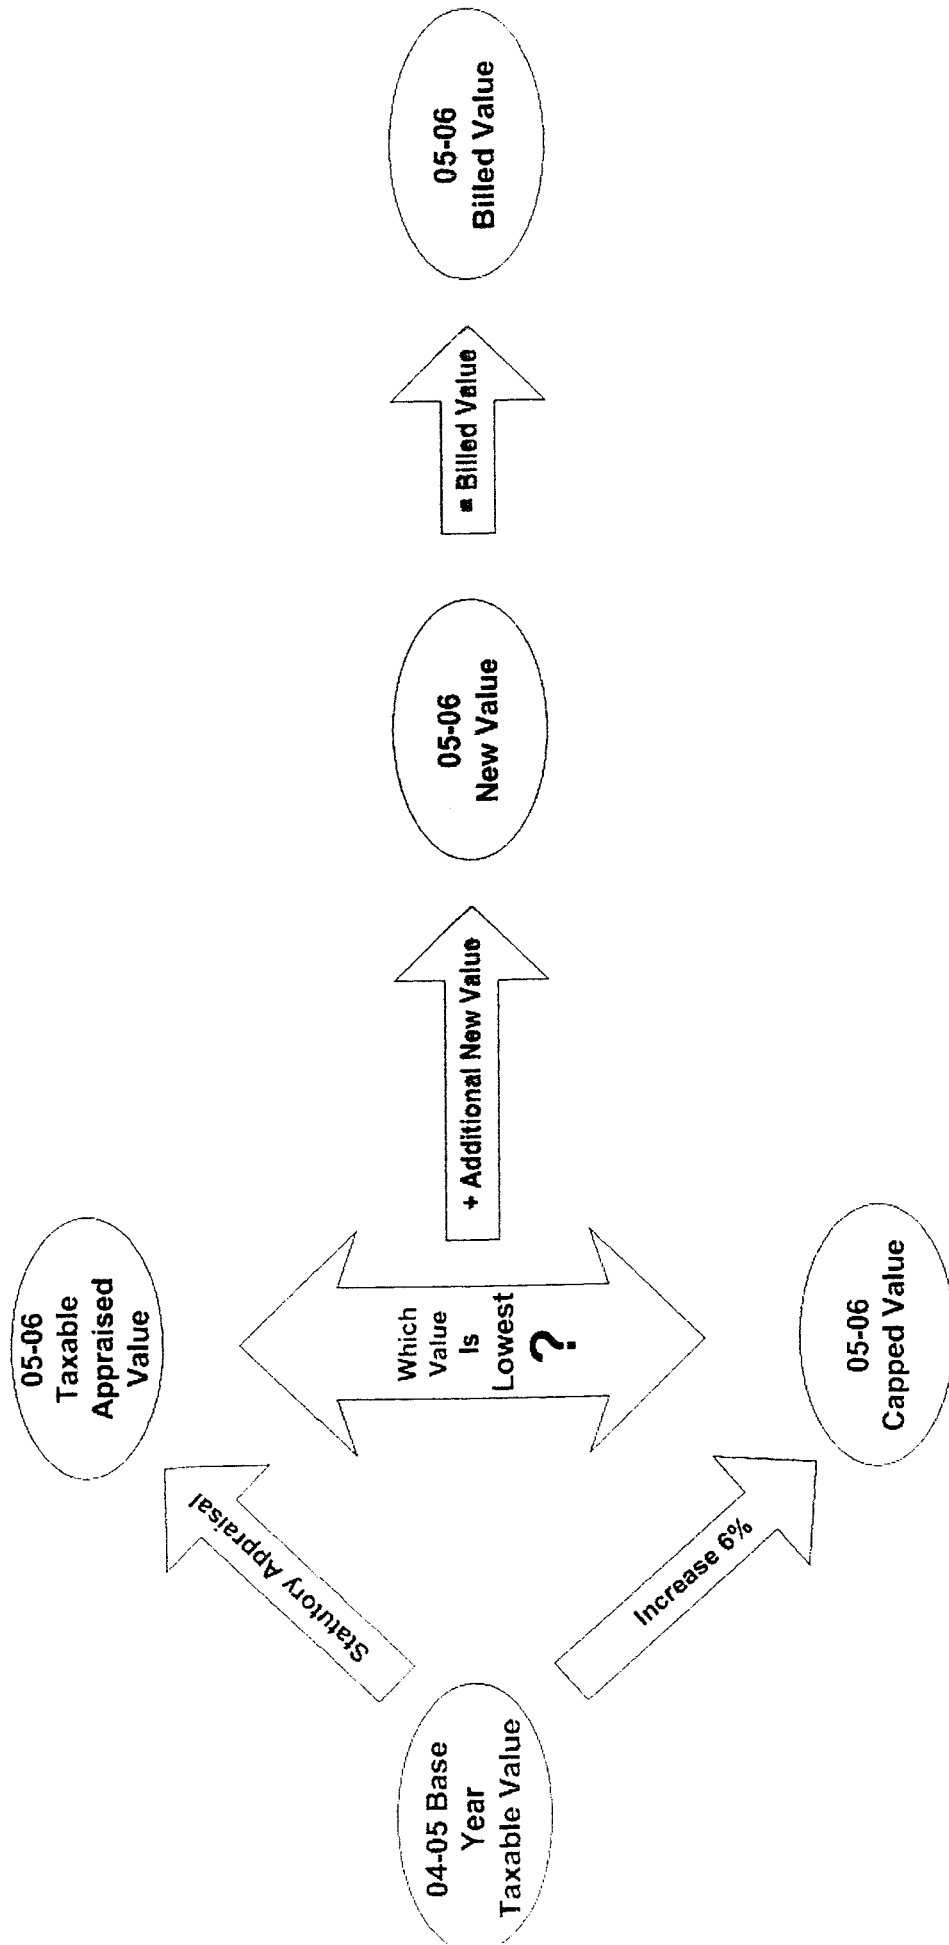 04-05 Base
Year
Taxable Value
Statutory Appraisal
Increase 6%
05-06
Taxable
Appraised
Value
Which
Value
Is
Lowest
?
05-06
Capped Value
+ Additional New Value
05-06
New Value
= Billed Value
05-06
Billed Value